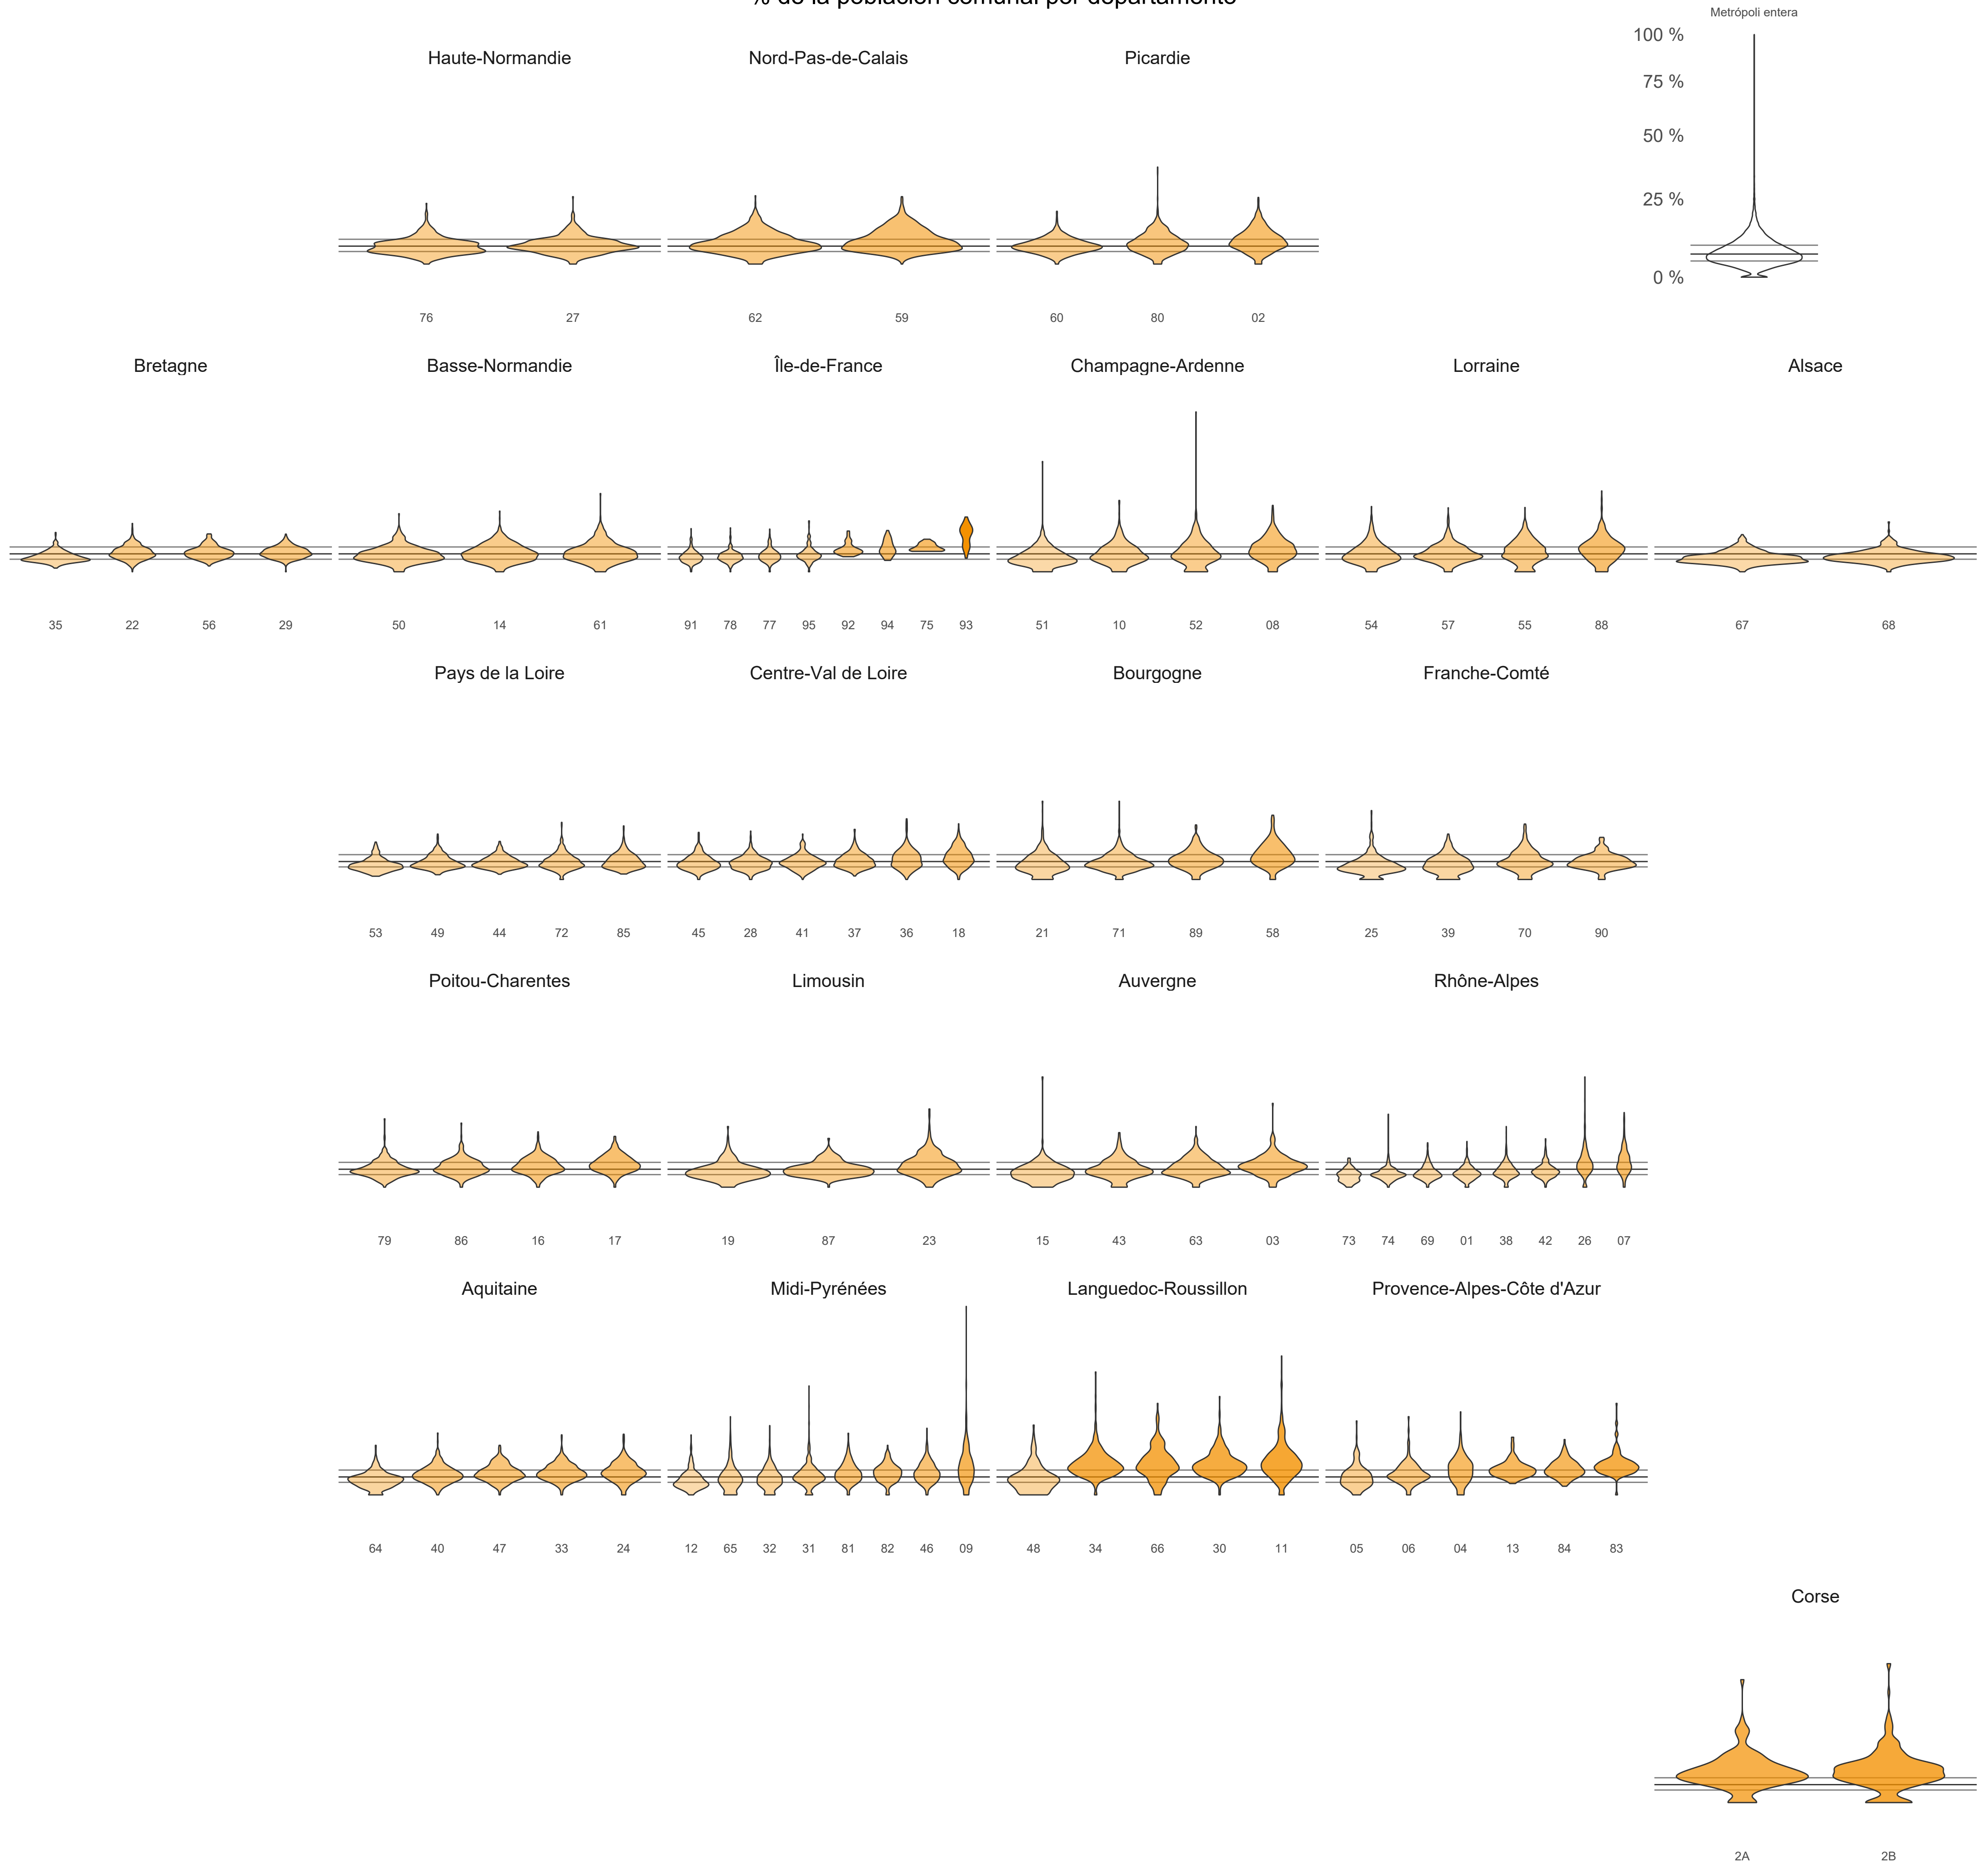 % de la población comunal por departamento
Metrópoli entera
100 %
75 %
50 %
25 %
0 %
Haute-Normandie Nord-Pas-de-Calais Picardie
76 27 62 59 60 80 02
Bretagne Basse-Normandie Île-de-France Champagne-Ardenne Lorraine Alsace
35 22 56 29 50 14 61 91 78 77 95 92 94 75 93 51 10 52 08 54 57 55 88 67 68
Pays de la Loire Centre-Val de Loire Bourgogne Franche-Comté
53 49 44 72 85 45 28 41 37 36 18 21 71 89 58 25 39 70 90
Poitou-Charentes Limousin Auvergne Rhône-Alpes
79 86 16 17 19 87 23 15 43 63 03 73 74 69 01 38 42 26 07
Aquitaine Midi-Pyrénées Languedoc-Roussillon Provence-Alpes-Côte d'Azur
64 40 47 33 24 12 65 32 31 81 82 46 09 48 34 66 30 11 05 06 04 13 84 83
Corse
2A 2B